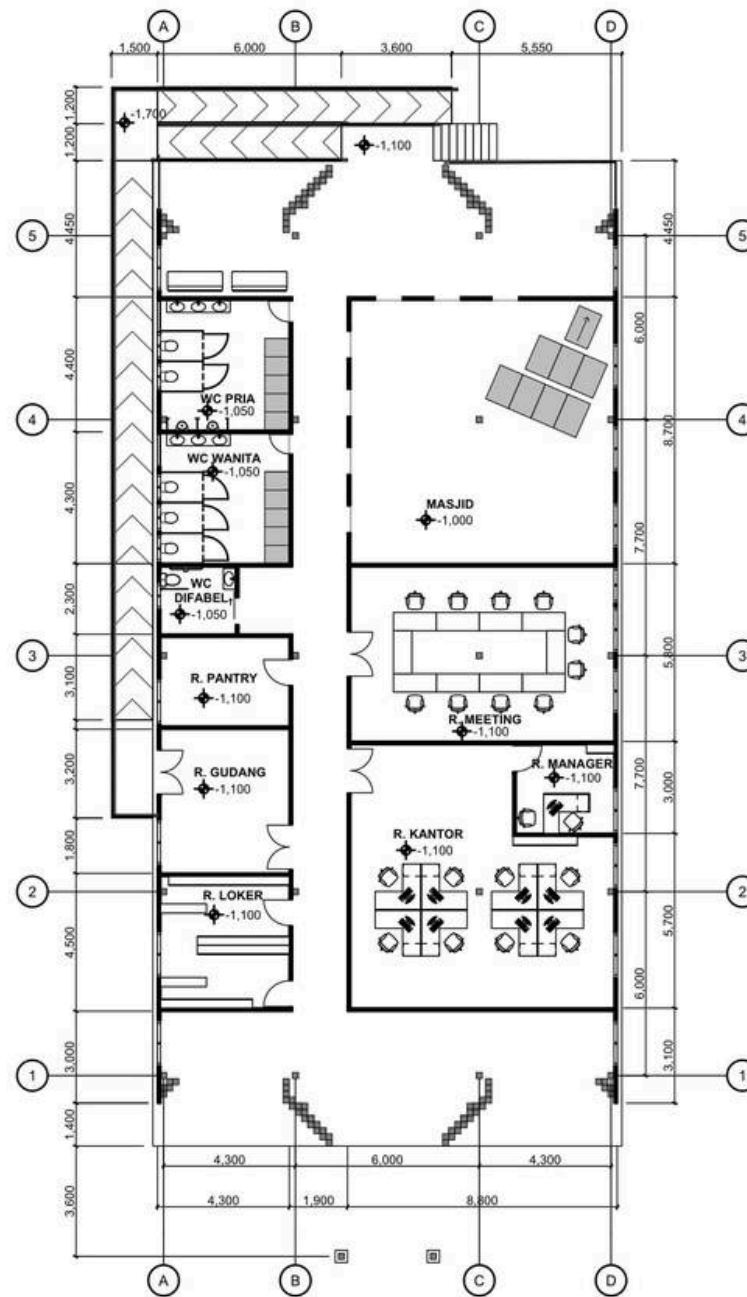 A B C D
1,500 6,000 3,600 5,550
1,200
-1,700
1,200
-1,100
5 4,450 4,450 5
6,000
4,400
WC PRIA
-1,050
4 4
8,700
WC WANITA
-1,050
4,300
MASJID
-1,000
7,700
WC
DIFABEL
-1,050
2,300
3 5,800 3
3,100
R. PANTRY
-1,100
R. MEETING
-1,100
3,200
R. GUDANG
-1,100
R. MANAGER
-1,100
7,700
3,000
1,800
R. KANTOR
-1,100
2 2
R. LOKER
-1,100
4,500
5,700
6,000
3,000
1 3,100 1
1,400
4,300 6,000 4,300
4,300 1,900 8,800
3,600
A B C D